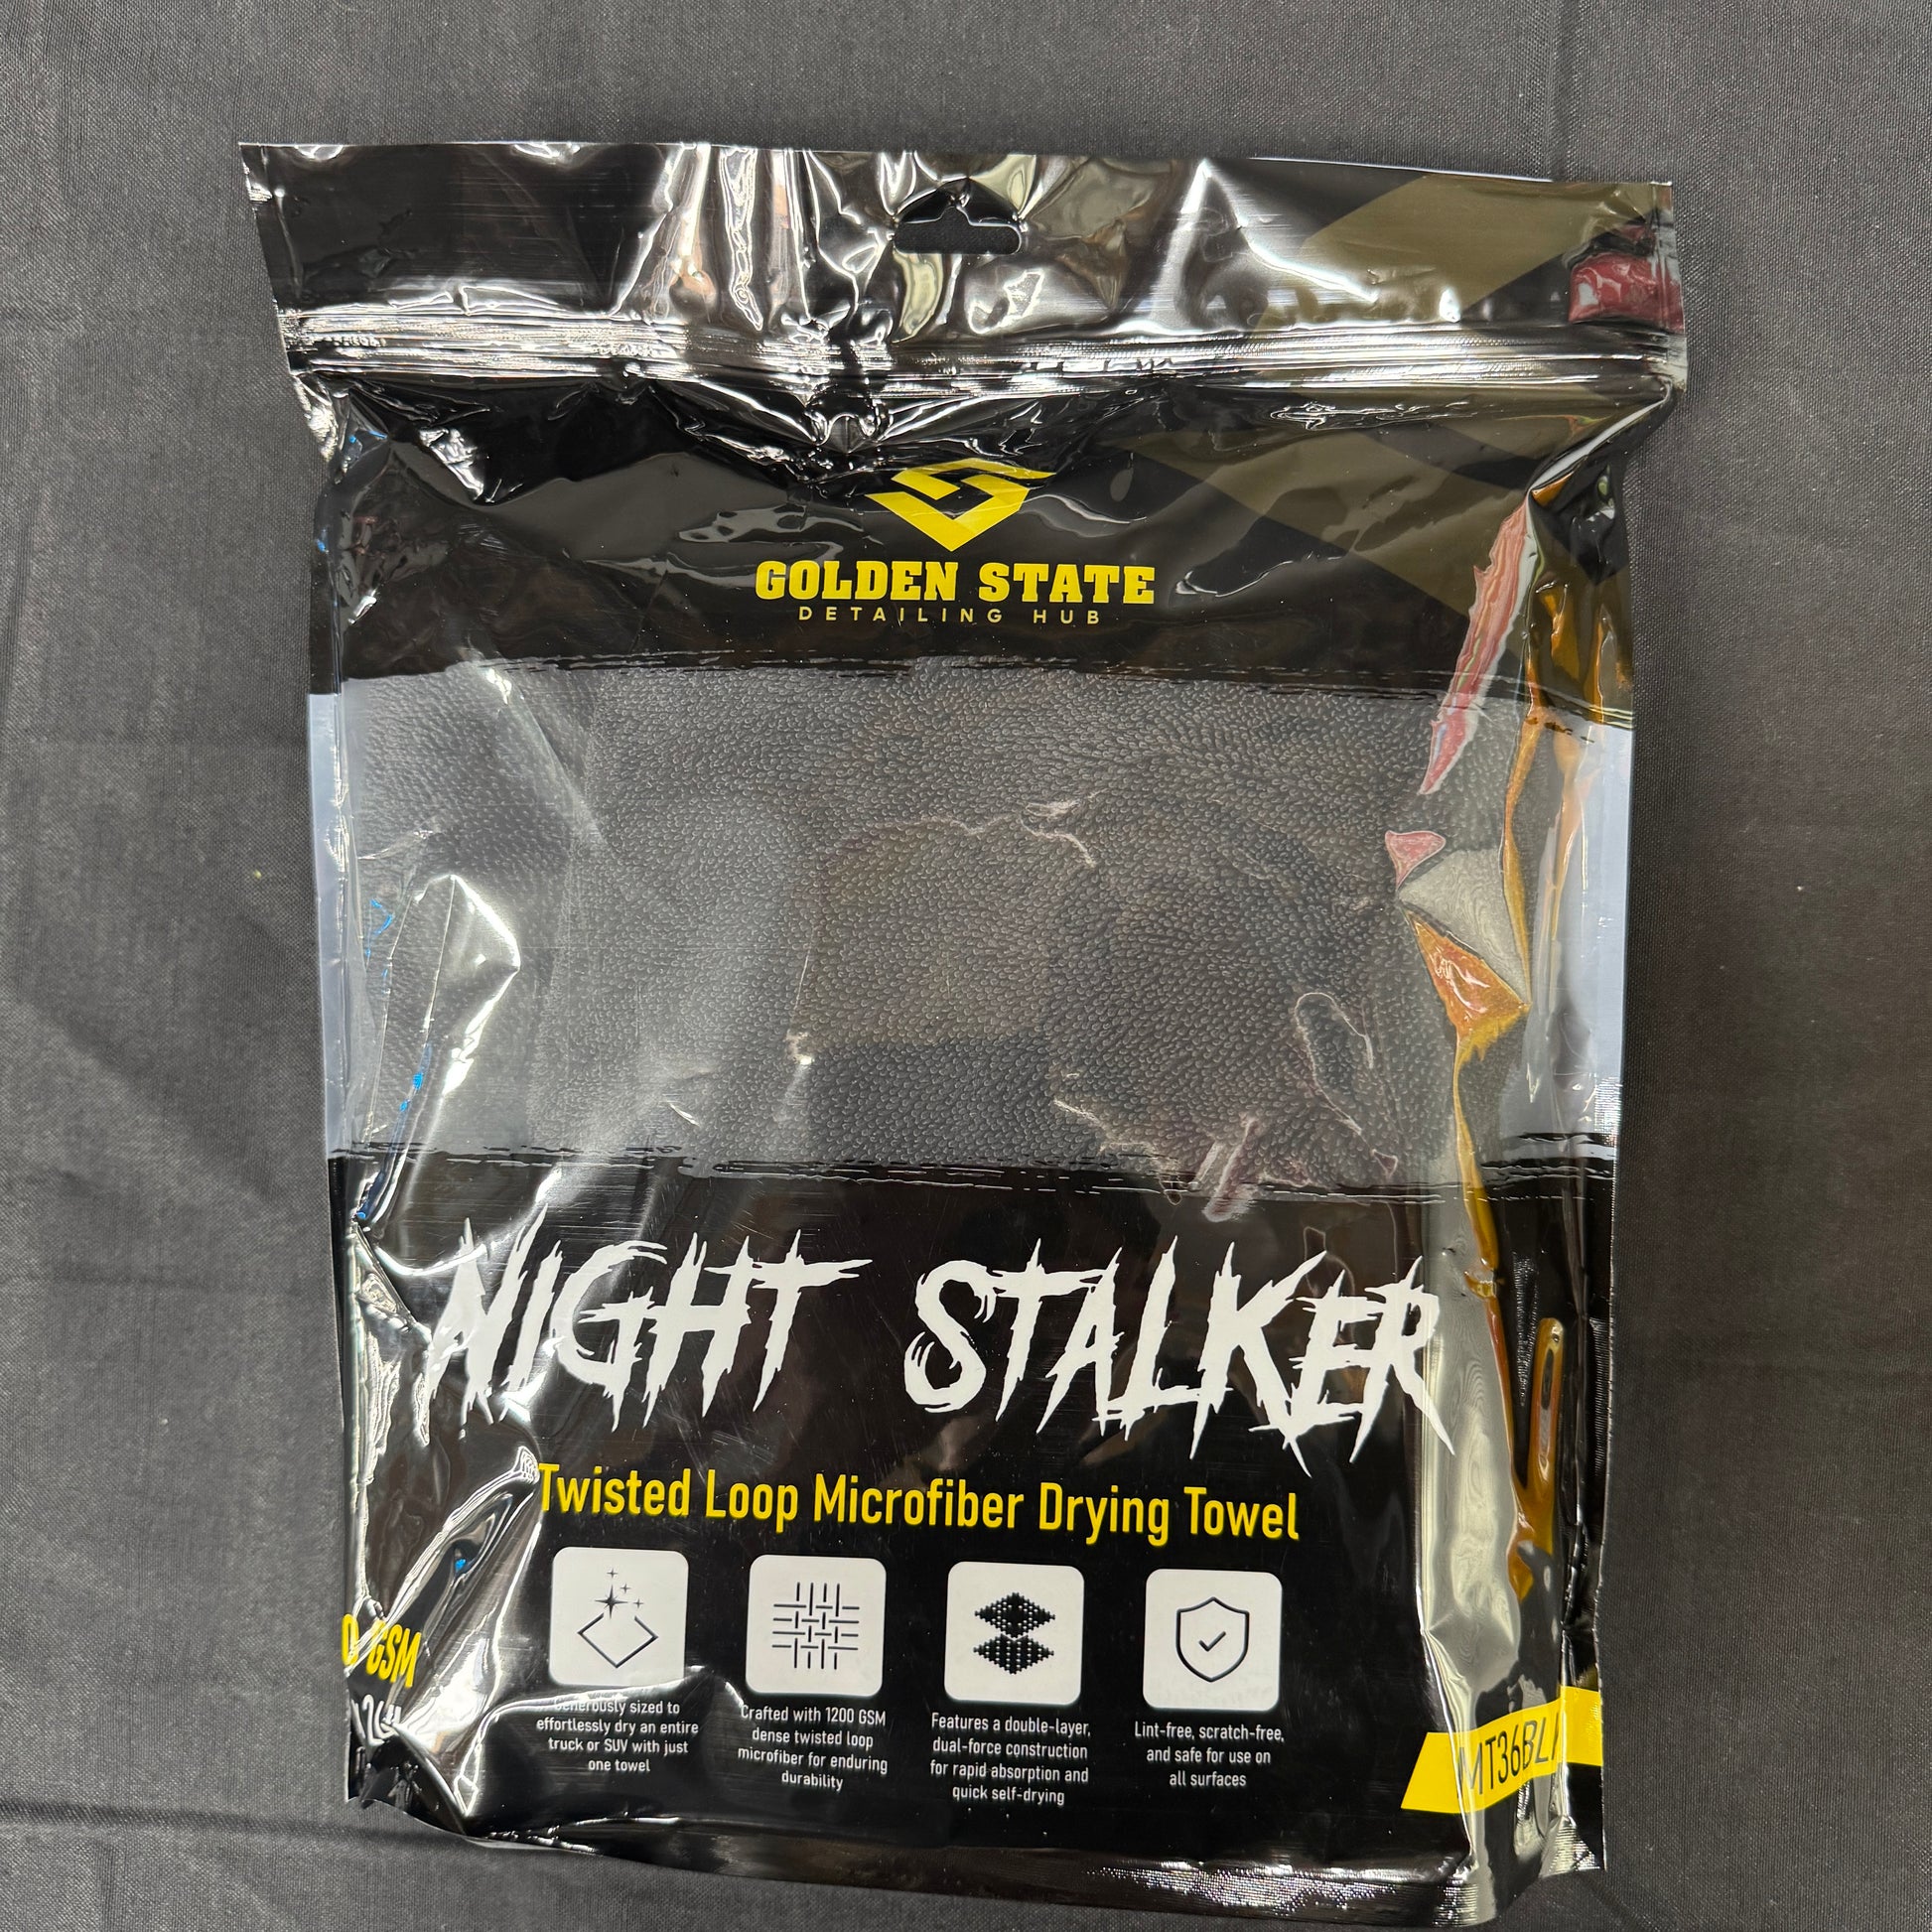 GOLDEN STATE
DETAILING HUB
NIGHT STALKER
Twisted Loop Microfiber Drying Towel
Generously sized to
effortlessly dry an entire
truck or SUV with just
one towel
Crafted with 1200 GSM
dense twisted loop
microfiber for enduring
durability
Features a double-layer,
dual-force construction
for rapid absorption and
quick self-drying
Lint-free, scratch-free,
and safe for use on
all surfaces
0 GSM
MT36BL